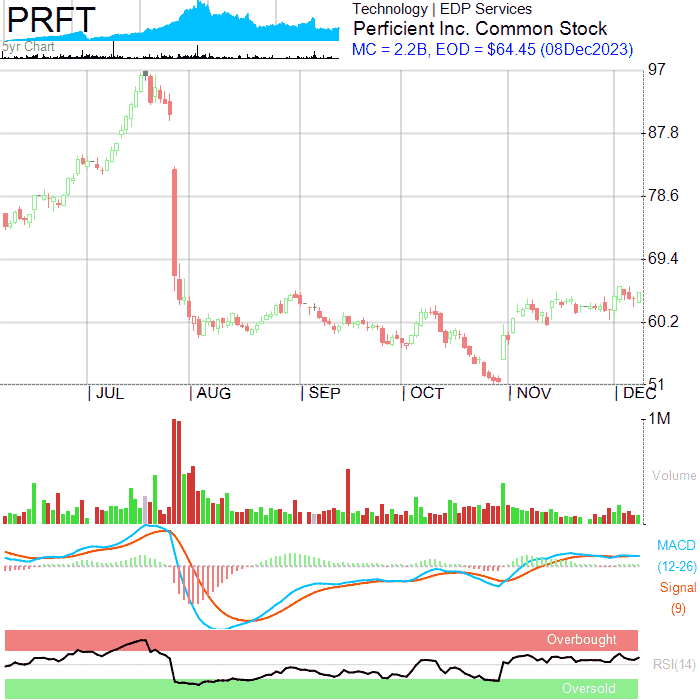 PRFT
5yr Chart
Technology | EDP Services
Perficient Inc. Common Stock
MC = 2.2B, EOD = $64.45 (08Dec2023)
97
87.8
78.6
69.4
60.2
51
JUL
AUG
SEP
OCT
NOV
DEC
1M
Volume
MACD
(12-26)
Signal
(9)
Overbought
RSI(14)
Oversold